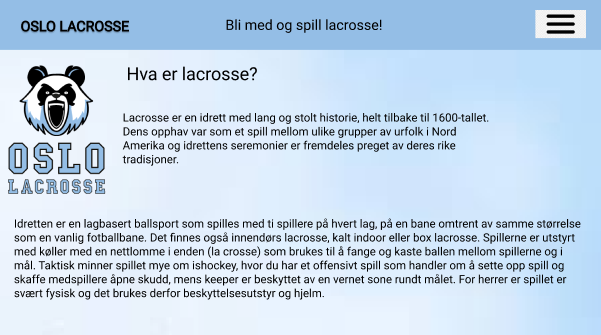 OSLO LACROSSE
Bli med og spill lacrosse!
Hva er lacrosse?
Lacrosse er en idrett med lang og stolt historie, helt tilbake til 1600-tallet.
Dens opphav var som et spill mellom ulike grupper av urfolk i Nord
Amerika og idrettens seremonier er fremdeles preget av deres rike
tradisjoner.
OSLO
LACROSSE
Idretten er en lagbasert ballsport som spilles med ti spillere på hvert lag, på en bane omtrent av samme størrelse
som en vanlig fotballbane. Det finnes også innendørs lacrosse, kalt indoor eller box lacrosse. Spillerne er utstyrt
med køller med en nettlomme i enden (la crosse) som brukes til å fange og kaste ballen mellom spillerne og i
mål. Taktisk minner spillet mye om ishockey, hvor du har et offensivt spill som handler om å sette opp spill og
skaffe medspillere åpne skudd, mens keeper er beskyttet av en vernet sone rundt målet. For herrer er spillet er
svært fysisk og det brukes derfor beskyttelsesutstyr og hjelm.